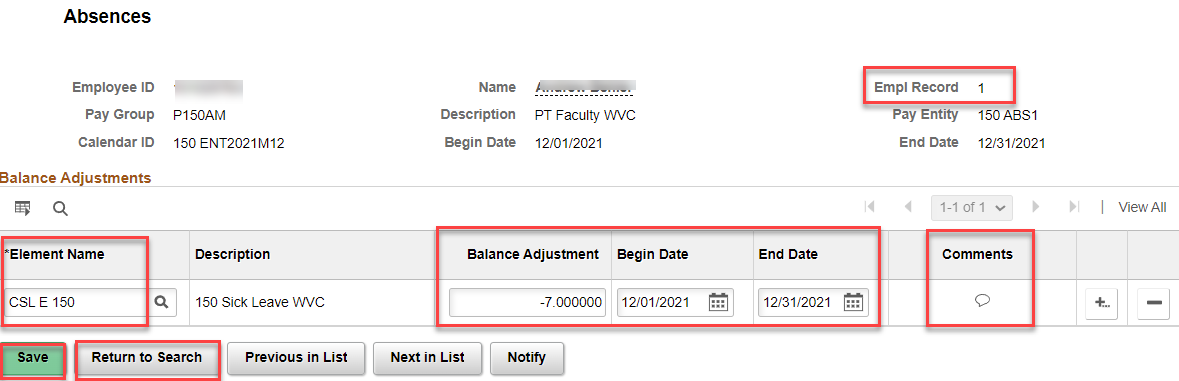 Absences
Employee ID Name Empl Record 1
Pay Group P150AM Description PT Faculty WVC Pay Entity 150 ABS1
Calendar ID 150 ENT2021M12 Begin Date 12/01/2021 End Date 12/31/2021
Balance Adjustments
1-1 of 1 | View All
*Element Name Description Balance Adjustment Begin Date End Date Comments
CSL E 150 150 Sick Leave WVC -7.000000 12/01/2021 12/31/2021
Save Return to Search Previous in List Next in List Notify